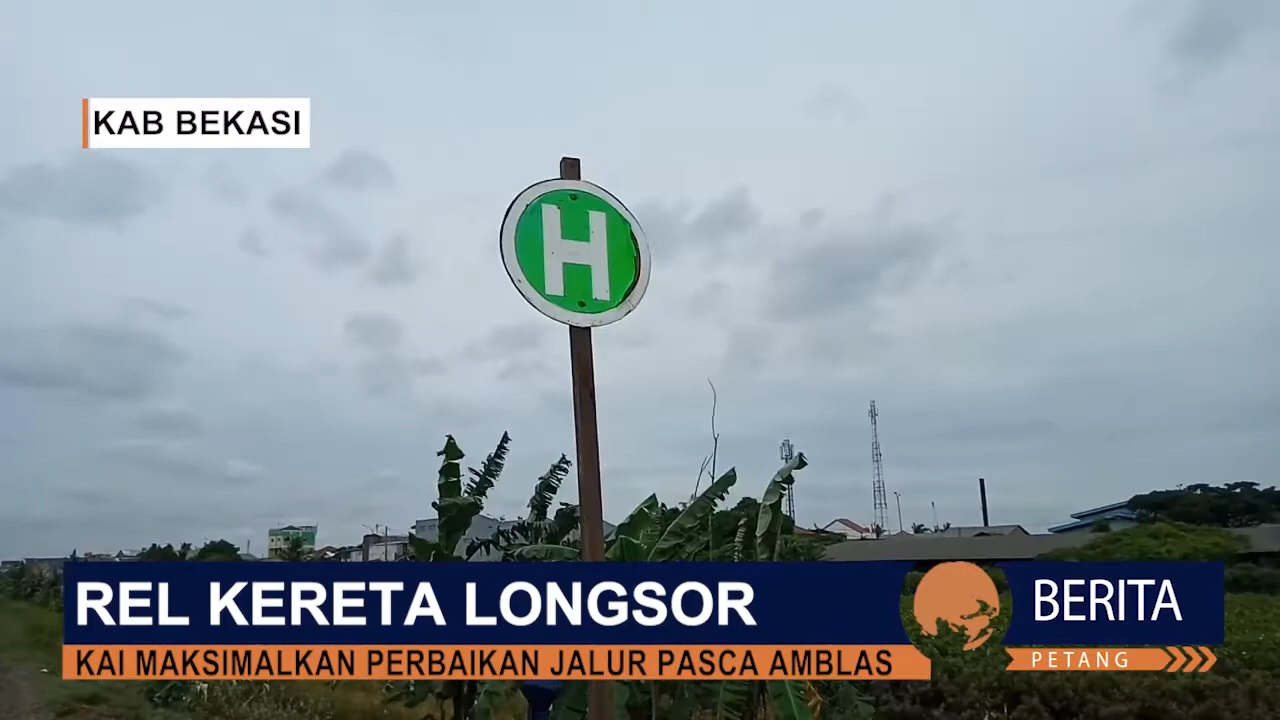 KAB BEKASI
H
REL KERETA LONGSOR
BERITA
KAI MAKSIMALKAN PERBAIKAN JALUR PASCA AMBLAS
PETANG